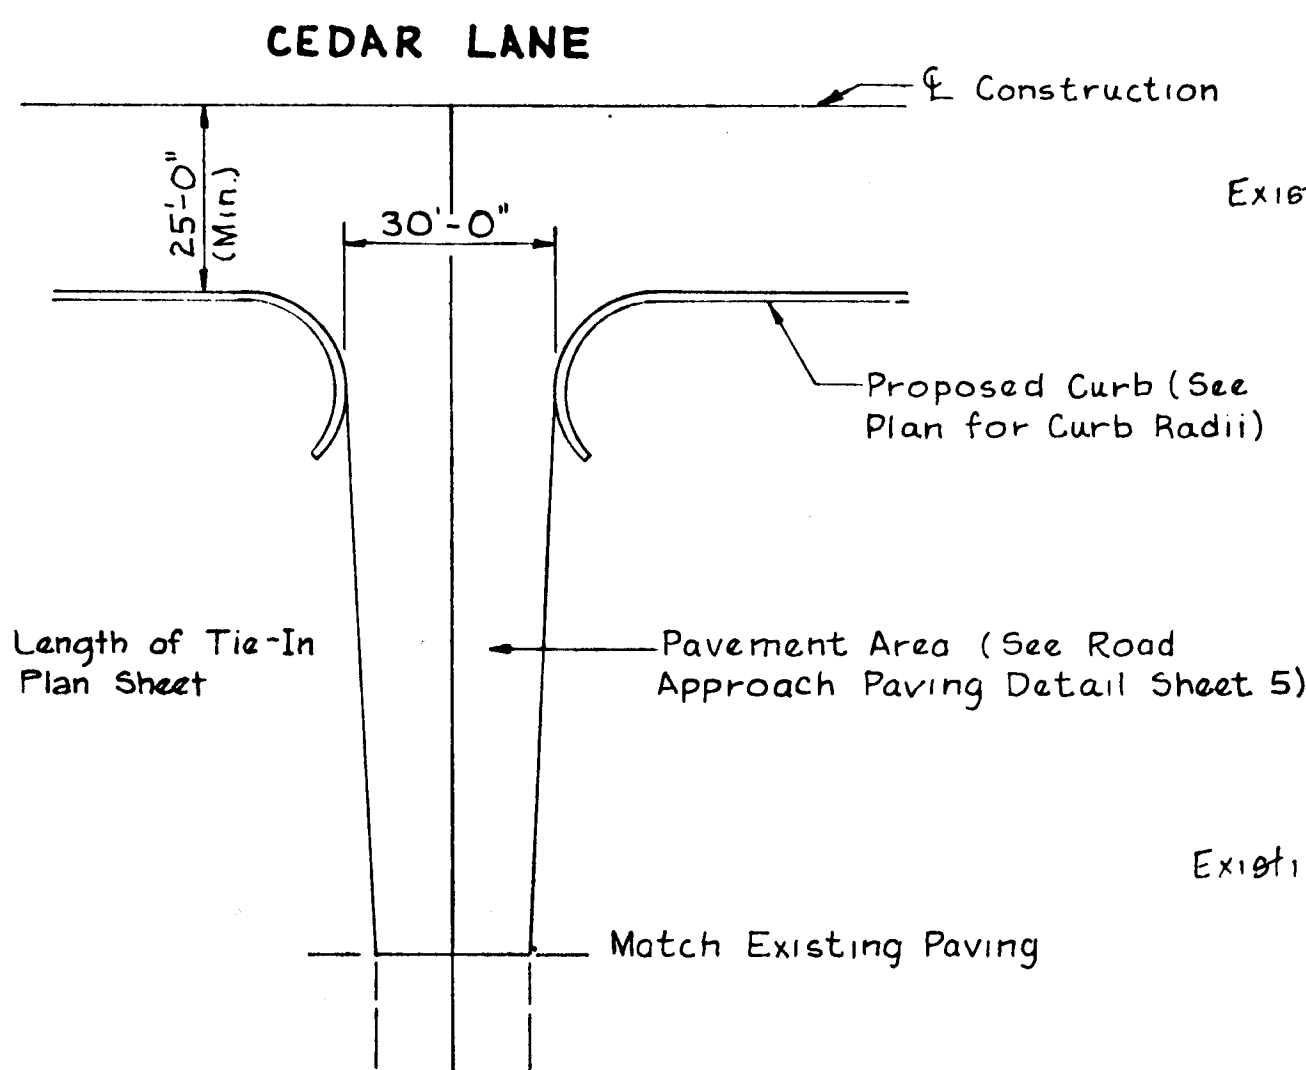 CEDAR LANE
℄ Construction
25'-0"
(Min.)
30'-0"
Proposed Curb (See
Plan for Curb Radii)
Length of Tie-In
Plan Sheet
Pavement Area (See Road
Approach Paving Detail Sheet 5)
Match Existing Paving